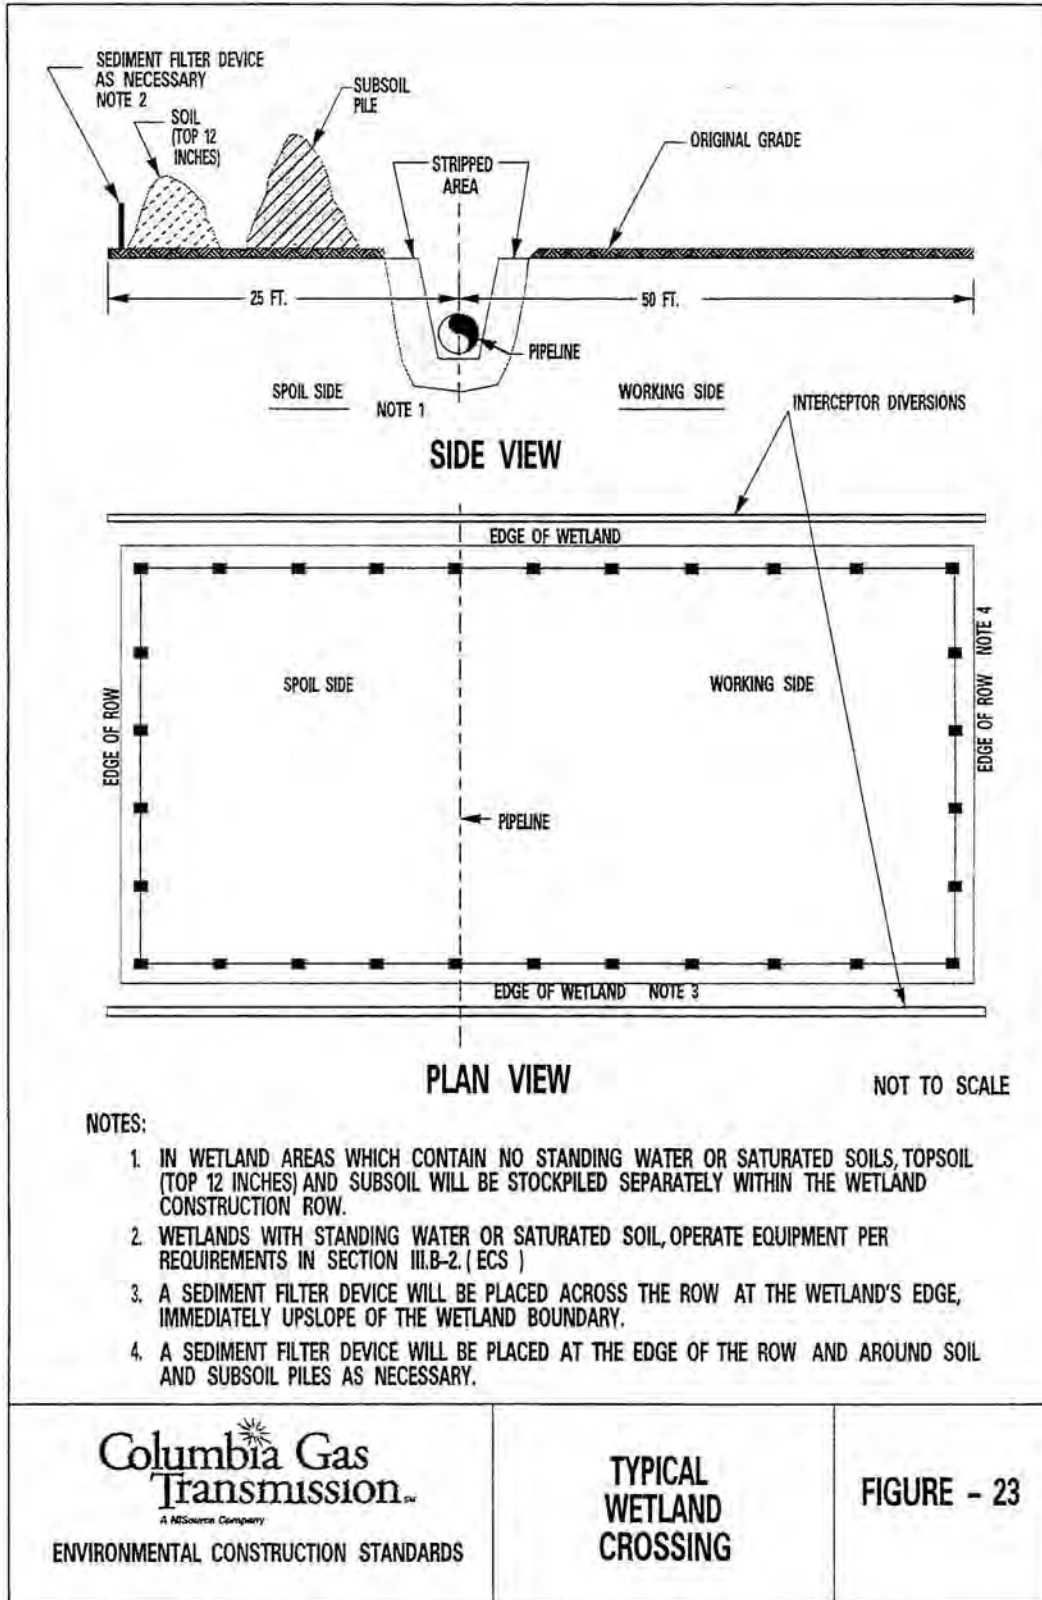 SEDIMENT FILTER DEVICE
AS NECESSARY
NOTE 2
SOIL
(TOP 12
INCHES)
SUBSOIL
PILE
STRIPPED
AREA
ORIGINAL GRADE
25 FT.
50 FT.
PIPELINE
SPOIL SIDE
NOTE 1
WORKING SIDE
INTERCEPTOR DIVERSIONS
SIDE VIEW
EDGE OF WETLAND
EDGE OF ROW
SPOIL SIDE
WORKING SIDE
EDGE OF ROW NOTE 4
PIPELINE
EDGE OF WETLAND NOTE 3
PLAN VIEW
NOT TO SCALE
NOTES:
1. IN WETLAND AREAS WHICH CONTAIN NO STANDING WATER OR SATURATED SOILS, TOPSOIL
(TOP 12 INCHES) AND SUBSOIL WILL BE STOCKPILED SEPARATELY WITHIN THE WETLAND
CONSTRUCTION ROW.
2. WETLANDS WITH STANDING WATER OR SATURATED SOIL, OPERATE EQUIPMENT PER
REQUIREMENTS IN SECTION III.B-2. ( ECS )
3. A SEDIMENT FILTER DEVICE WILL BE PLACED ACROSS THE ROW AT THE WETLAND'S EDGE,
IMMEDIATELY UPSLOPE OF THE WETLAND BOUNDARY.
4. A SEDIMENT FILTER DEVICE WILL BE PLACED AT THE EDGE OF THE ROW AND AROUND SOIL
AND SUBSOIL PILES AS NECESSARY.
Columbia Gas
Transmission℠
A NiSource Company
ENVIRONMENTAL CONSTRUCTION STANDARDS
TYPICAL
WETLAND
CROSSING
FIGURE - 23